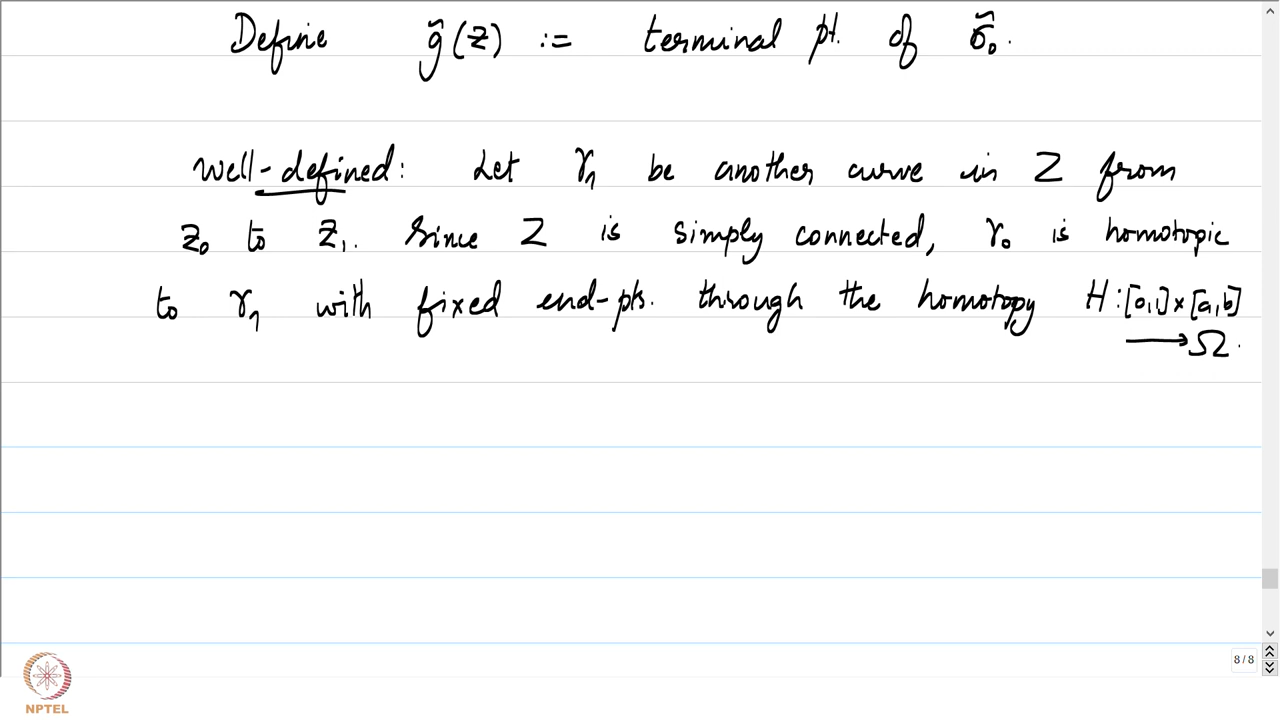 Define g̃(z) := terminal pt. of σ̃₀.
Well-defined: Let γ₁ be another curve in Z from
z₀ to z₁. Since Z is simply connected, γ₀ is homotopic
to γ₁ with fixed end-pts. through the homotopy H:[0,1]×[a,b]
⟶Ω.
8/8
NPTEL